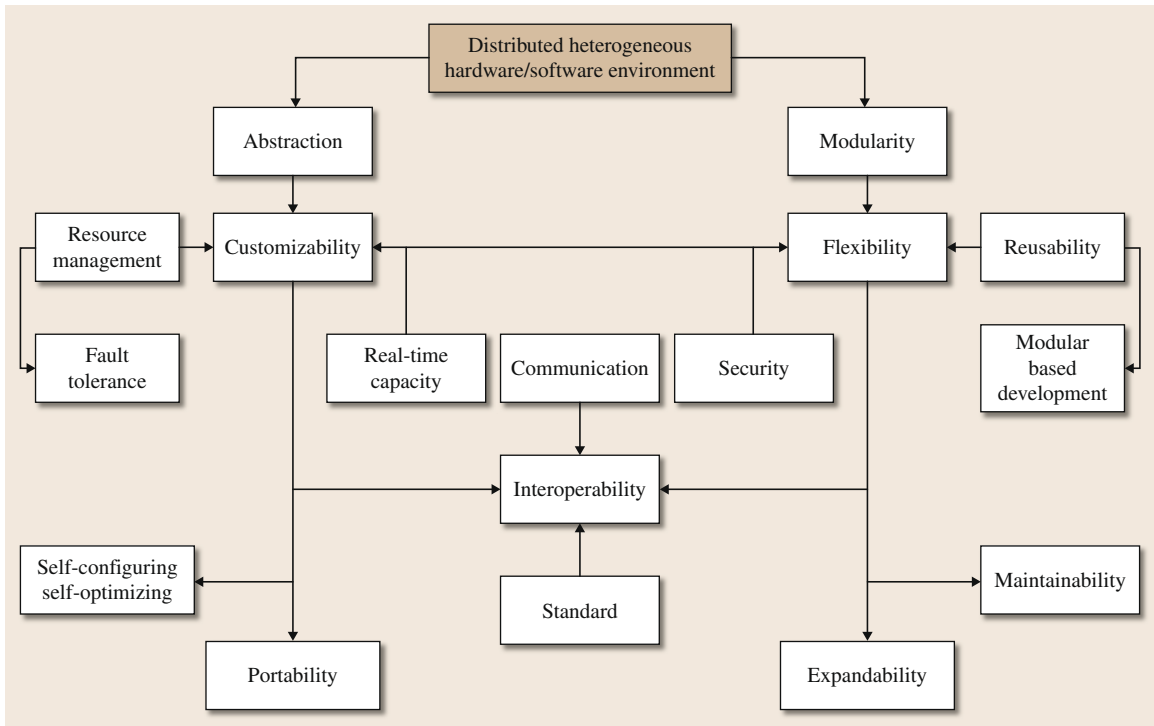 Distributed heterogeneous
hardware/software environment
Abstraction
Modularity
Resource
management
Customizability
Flexibility
Reusability
Fault
tolerance
Real-time
capacity
Communication
Security
Modular
based
development
Interoperability
Self-configuring
self-optimizing
Standard
Maintainability
Portability
Expandability